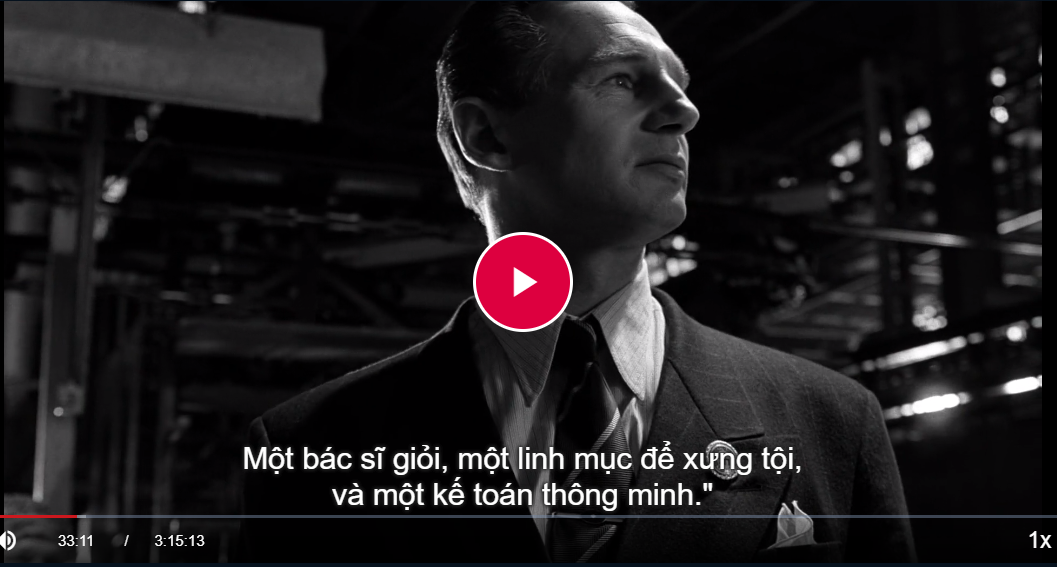 Một bác sĩ giỏi, một linh mục để xưng tội,
và một kế toán thông minh."
33:11 / 3:15:13 1x